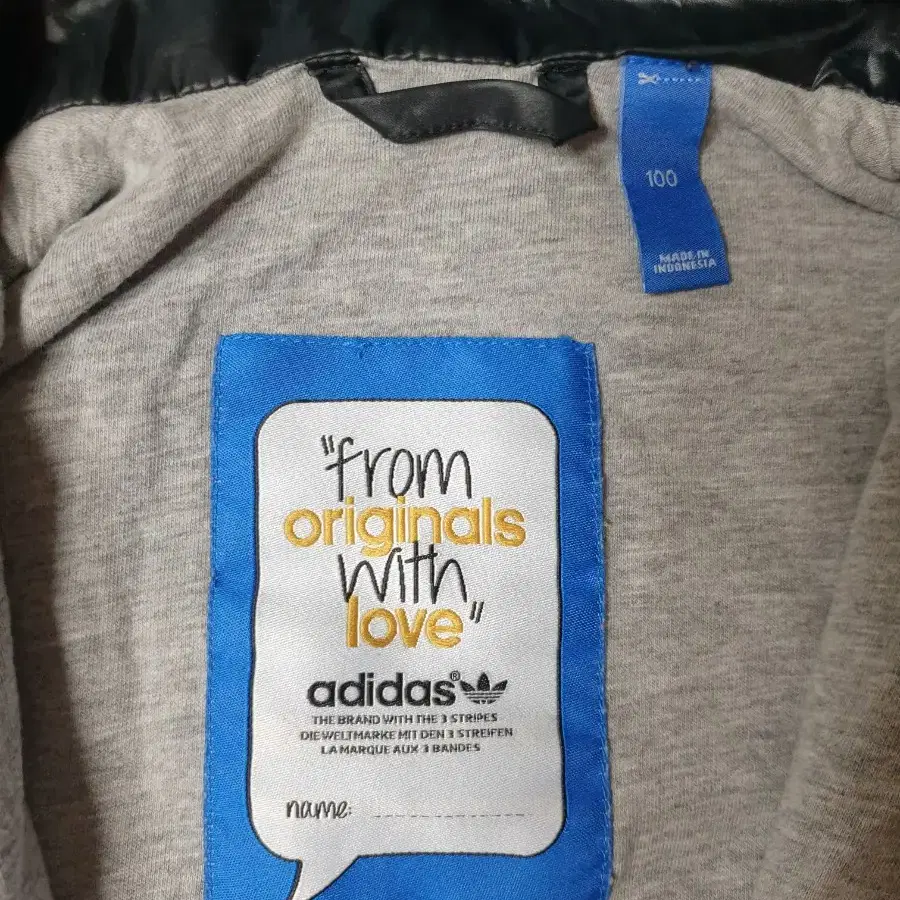 100
MADE IN
INDONESIA
"from
originals
with
love"
adidas®
THE BRAND WITH THE 3 STRIPES
DIE WELTMARKE MIT DEN 3 STREIFEN
LA MARQUE AUX 3 BANDES
name: